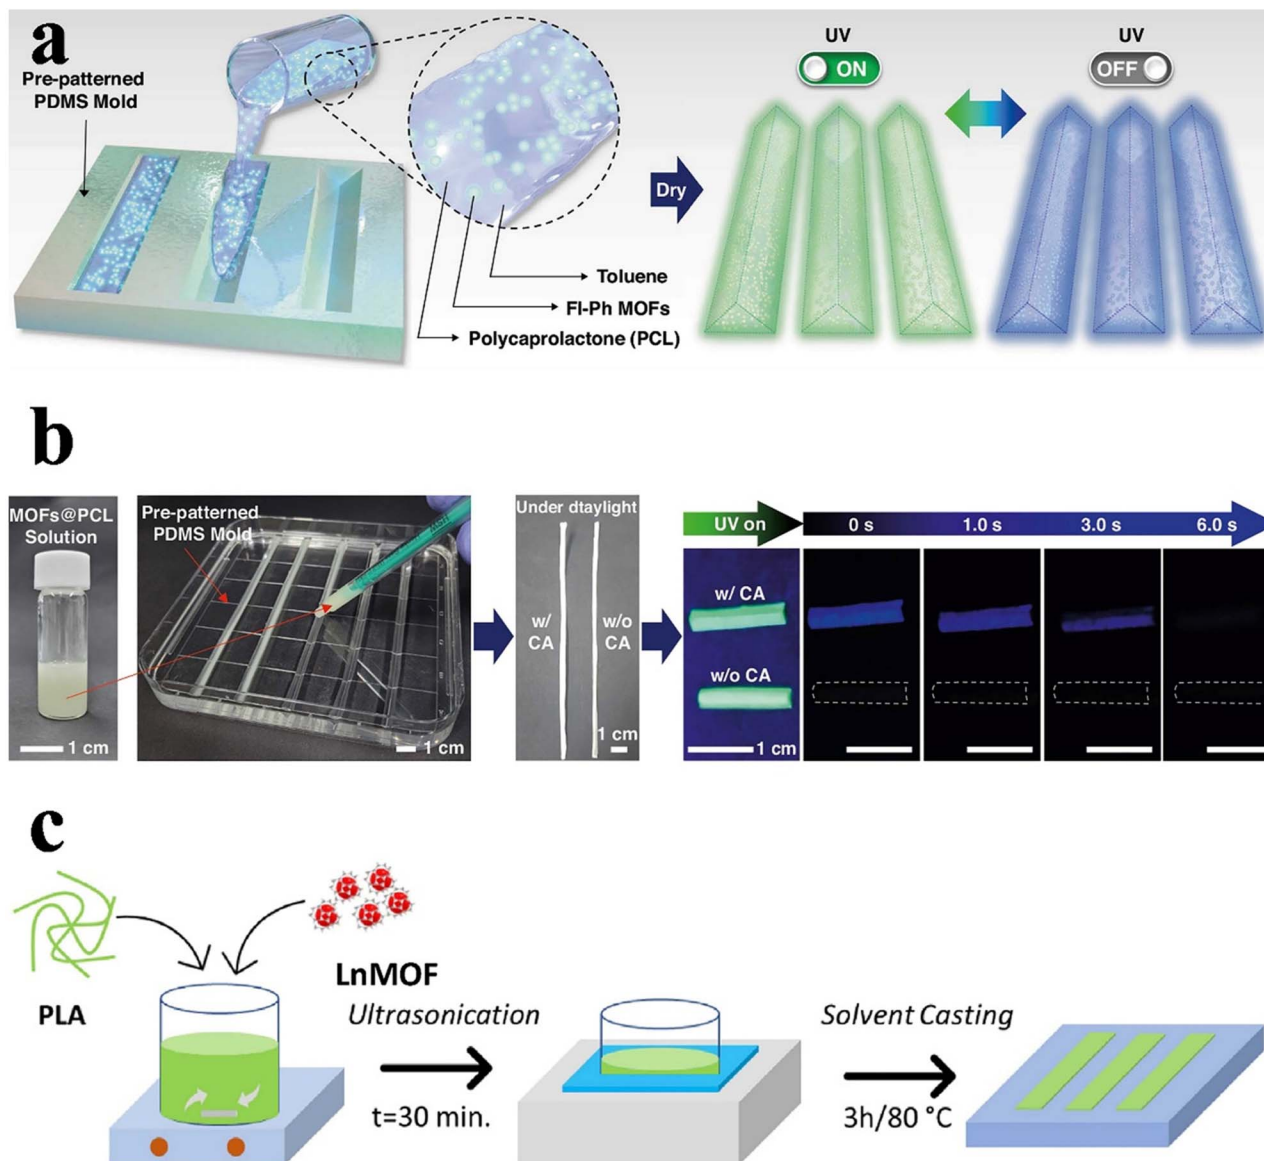 a
Pre-patterned
PDMS Mold
UV
ON
UV
OFF
Dry
Toluene
Fl-Ph MOFs
Polycaprolactone (PCL)
b
MOFs@PCL
Solution
1 cm
Pre-patterned
PDMS Mold
1 cm
Under dtaylight
w/
CA
w/o
CA
1 cm
UV on
0 s
1.0 s
3.0 s
6.0 s
w/ CA
w/o CA
1 cm
c
PLA
LnMOF
Ultrasonication
t=30 min.
Solvent Casting
3h/80 °C